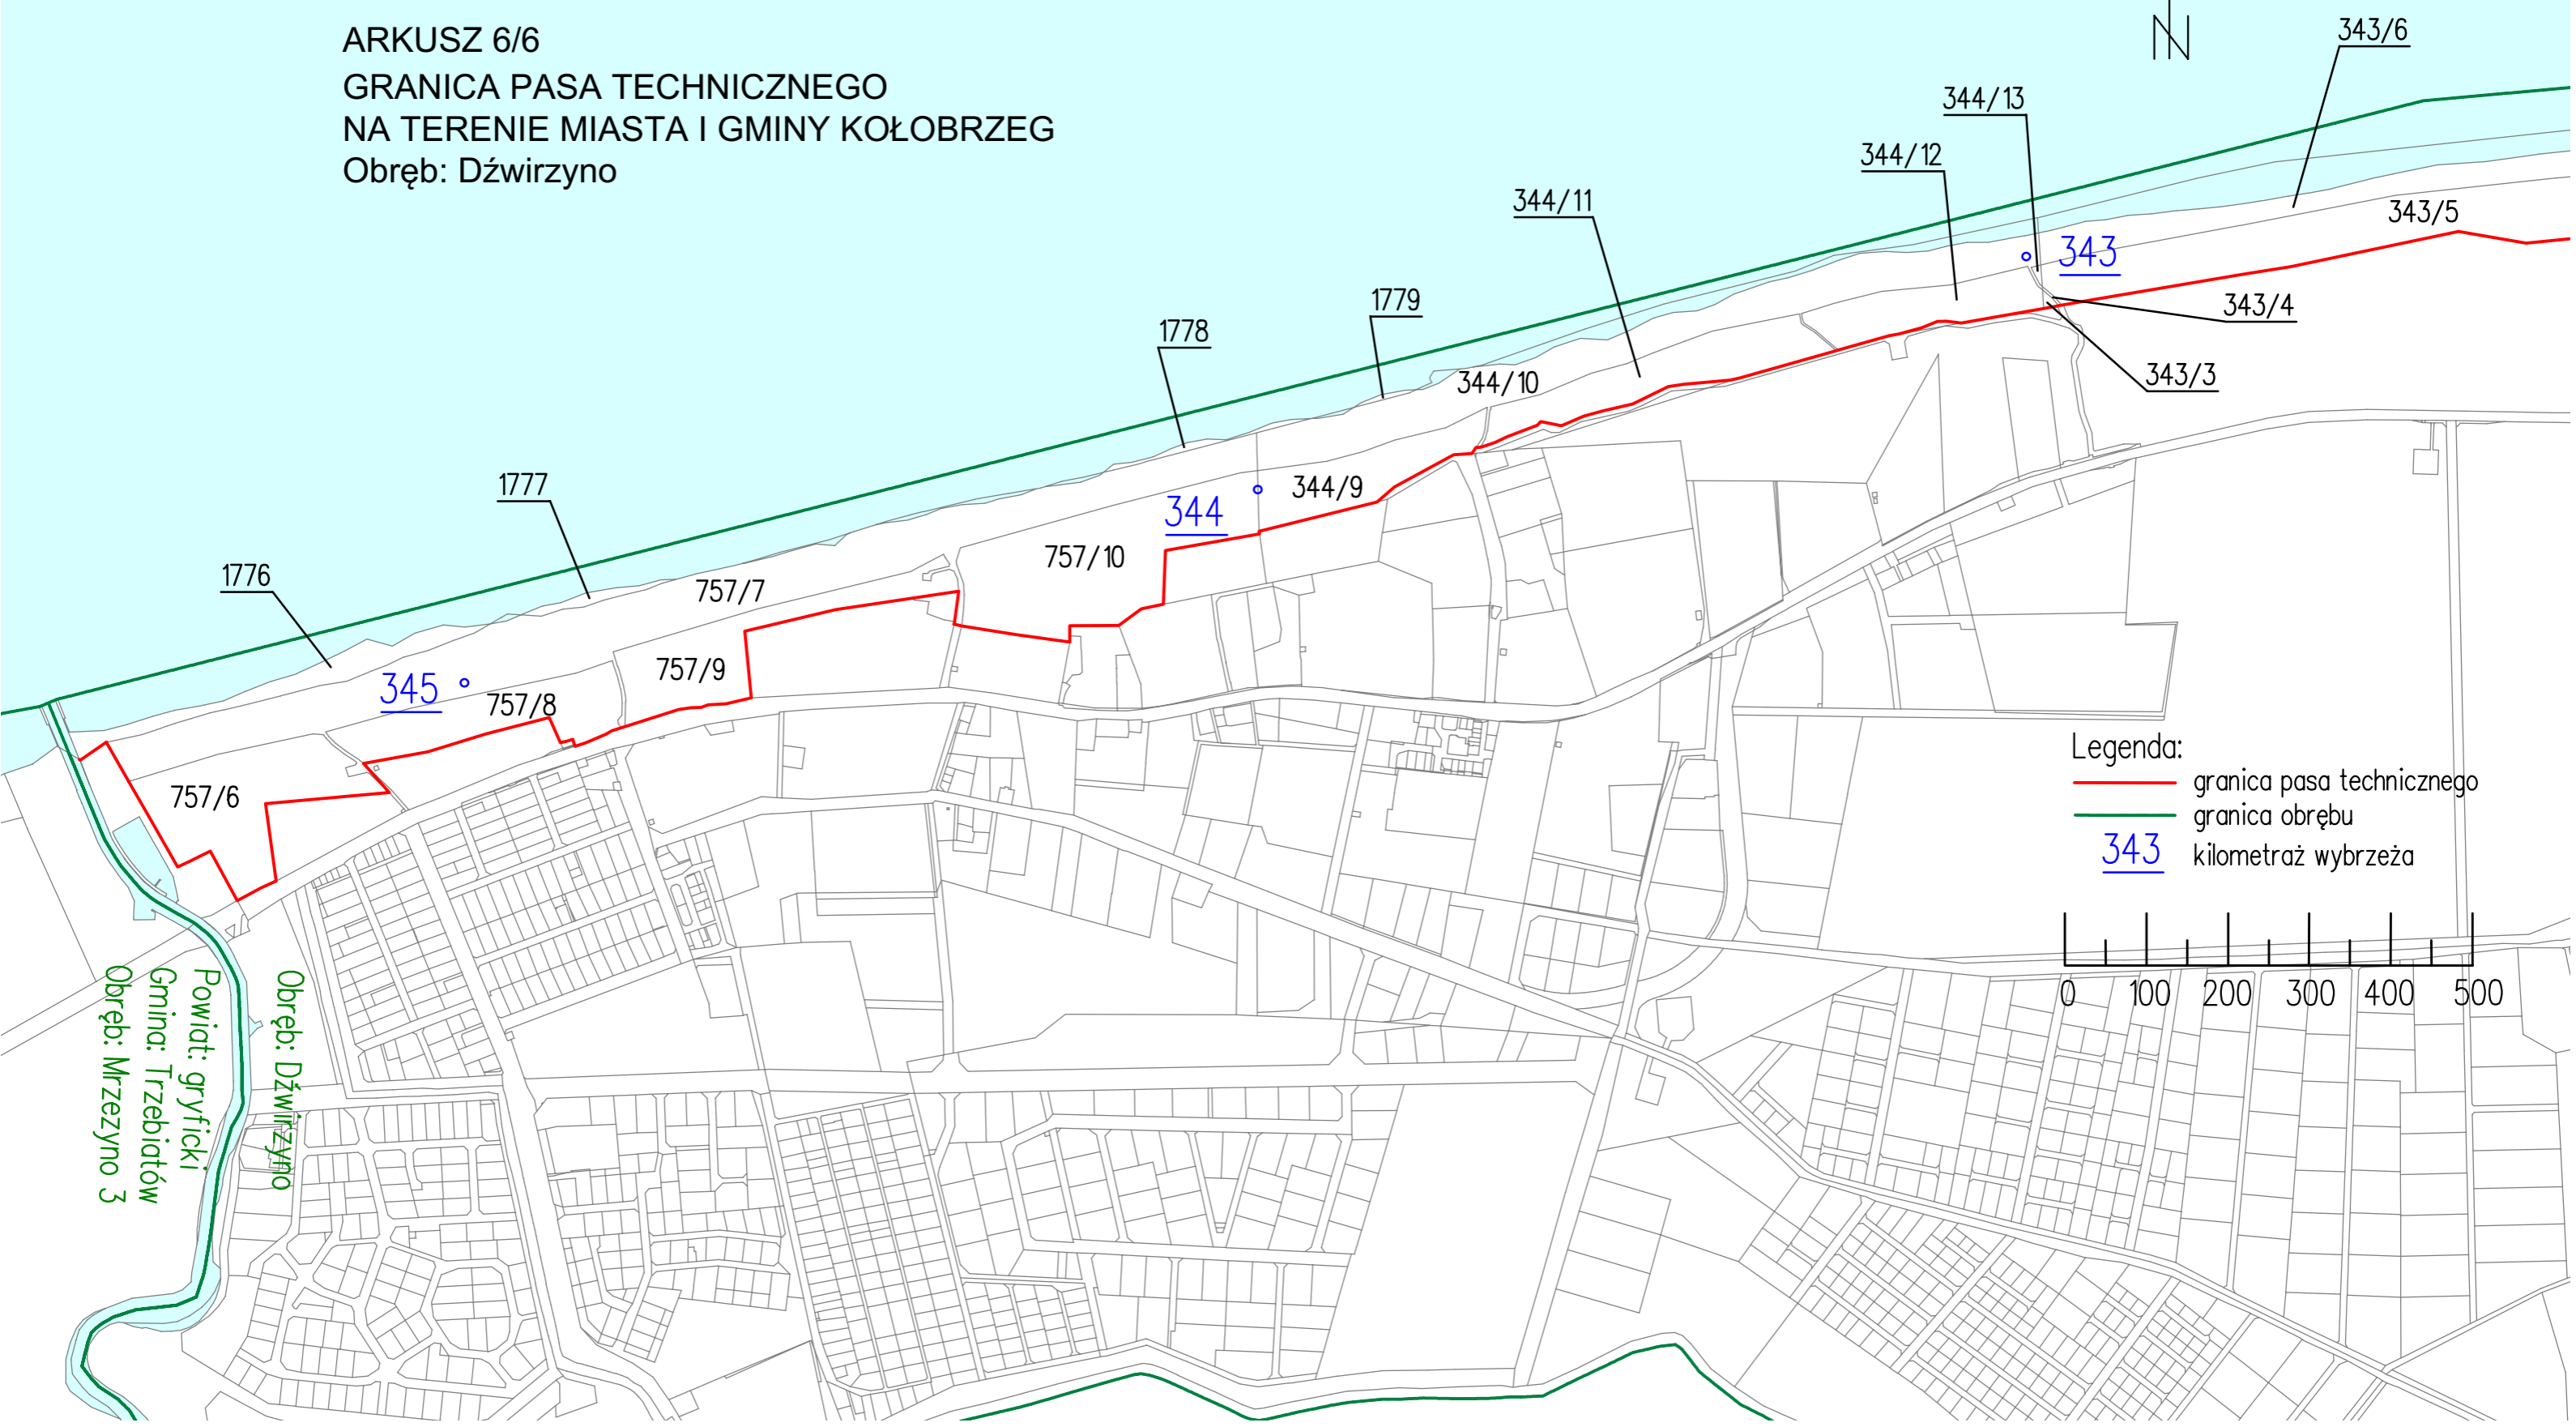 ARKUSZ 6/6
GRANICA PASA TECHNICZNEGO
NA TERENIE MIASTA I GMINY KOŁOBRZEG
Obręb: Dźwirzyno
N
343/6
344/13
344/12
344/11
343/5
343
343/4
343/3
1779
1778
344/10
344/9
344
1777
757/10
757/7
1776
757/9
345
757/8
757/6
Legenda:
granica pasa technicznego
granica obrębu
343 kilometraż wybrzeża
0 100 200 300 400 500
Obręb: Dźwirzyno
Powiat: gryficki
Gmina: Trzebiatów
Obręb: Mrzezyno 3